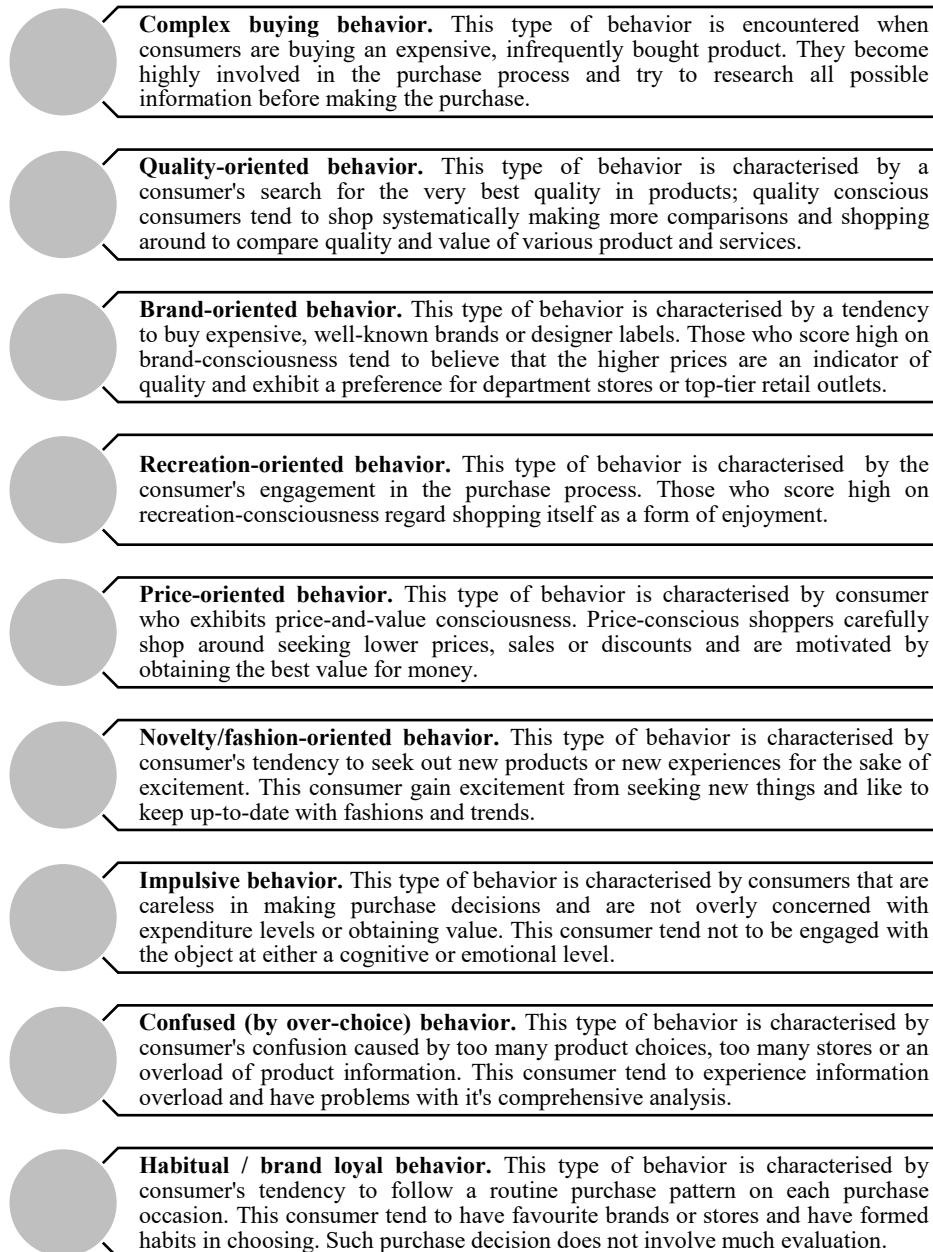 Complex buying behavior. This type of behavior is encountered when
consumers are buying an expensive, infrequently bought product. They become
highly involved in the purchase process and try to research all possible
information before making the purchase.
Quality-oriented behavior. This type of behavior is characterised by a
consumer's search for the very best quality in products; quality conscious
consumers tend to shop systematically making more comparisons and shopping
around to compare quality and value of various product and services.
Brand-oriented behavior. This type of behavior is characterised by a tendency
to buy expensive, well-known brands or designer labels. Those who score high on
brand-consciousness tend to believe that the higher prices are an indicator of
quality and exhibit a preference for department stores or top-tier retail outlets.
Recreation-oriented behavior. This type of behavior is characterised by the
consumer's engagement in the purchase process. Those who score high on
recreation-consciousness regard shopping itself as a form of enjoyment.
Price-oriented behavior. This type of behavior is characterised by consumer
who exhibits price-and-value consciousness. Price-conscious shoppers carefully
shop around seeking lower prices, sales or discounts and are motivated by
obtaining the best value for money.
Novelty/fashion-oriented behavior. This type of behavior is characterised by
consumer's tendency to seek out new products or new experiences for the sake of
excitement. This consumer gain excitement from seeking new things and like to
keep up-to-date with fashions and trends.
Impulsive behavior. This type of behavior is characterised by consumers that are
careless in making purchase decisions and are not overly concerned with
expenditure levels or obtaining value. This consumer tend not to be engaged with
the object at either a cognitive or emotional level.
Confused (by over-choice) behavior. This type of behavior is characterised by
consumer's confusion caused by too many product choices, too many stores or an
overload of product information. This consumer tend to experience information
overload and have problems with it's comprehensive analysis.
Habitual / brand loyal behavior. This type of behavior is characterised by
consumer's tendency to follow a routine purchase pattern on each purchase
occasion. This consumer tend to have favourite brands or stores and have formed
habits in choosing. Such purchase decision does not involve much evaluation.